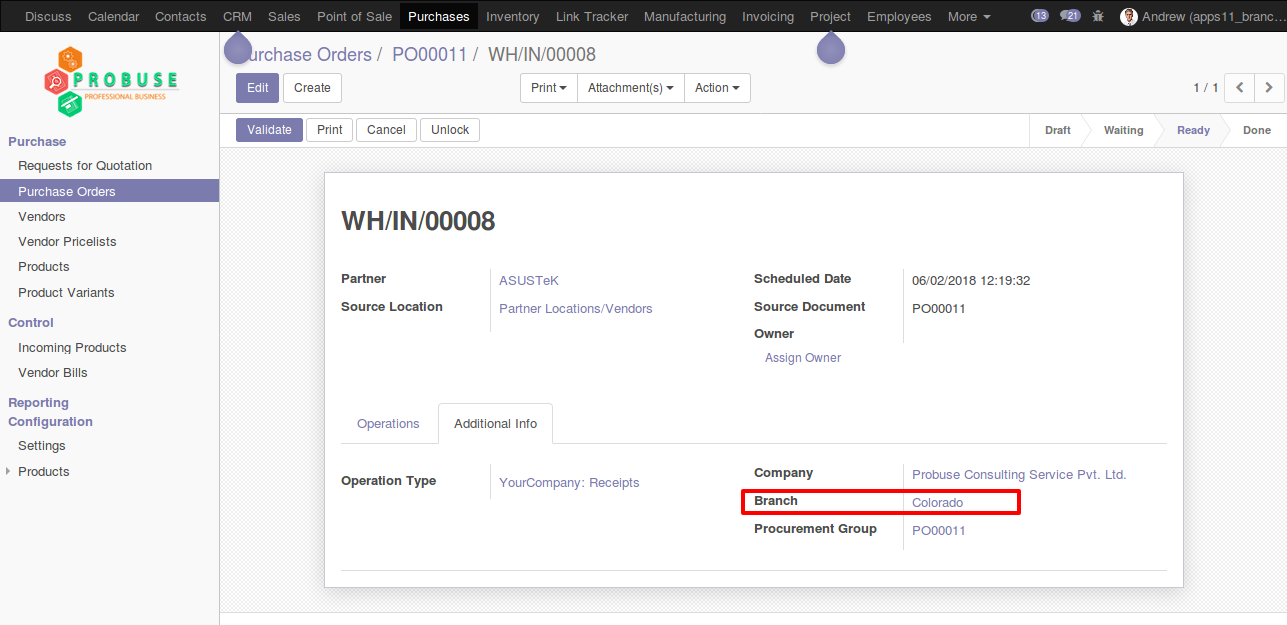 Discuss Calendar Contacts CRM Sales Point of Sale Purchases Inventory Link Tracker Manufacturing Invoicing Project Employees More 13 21 Andrew (apps11_branc...
PROBUSE
PROFESSIONAL BUSINESS
urchase Orders / PO00011 / WH/IN/00008
Edit Create Print Attachment(s) Action 1 / 1
Validate Print Cancel Unlock Draft Waiting Ready Done
Purchase
Requests for Quotation
Purchase Orders
Vendors
Vendor Pricelists
Products
Product Variants
Control
Incoming Products
Vendor Bills
Reporting
Configuration
Settings
Products
WH/IN/00008
Partner ASUSTeK Scheduled Date 06/02/2018 12:19:32
Source Location Partner Locations/Vendors Source Document PO00011
Owner
Assign Owner
Operations Additional Info
Operation Type YourCompany: Receipts
Company Probuse Consulting Service Pvt. Ltd.
Branch Colorado
Procurement Group PO00011